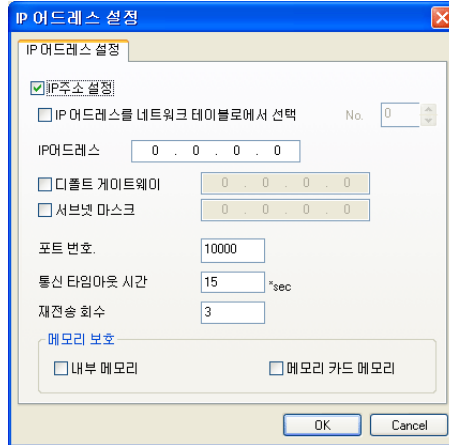 IP 어드레스 설정
IP 어드레스 설정
IP주소 설정
IP 어드레스를 네트워크 테이블로에서 선택 No. 0
IP어드레스 0 . 0 . 0 . 0
디폴트 게이트웨이 0 . 0 . 0 . 0
서브넷 마스크 0 . 0 . 0 . 0
포트 번호. 10000
통신 타임아웃 시간 15 *sec
재전송 회수 3
메모리 보호
내부 메모리 메모리 카드 메모리
OK Cancel